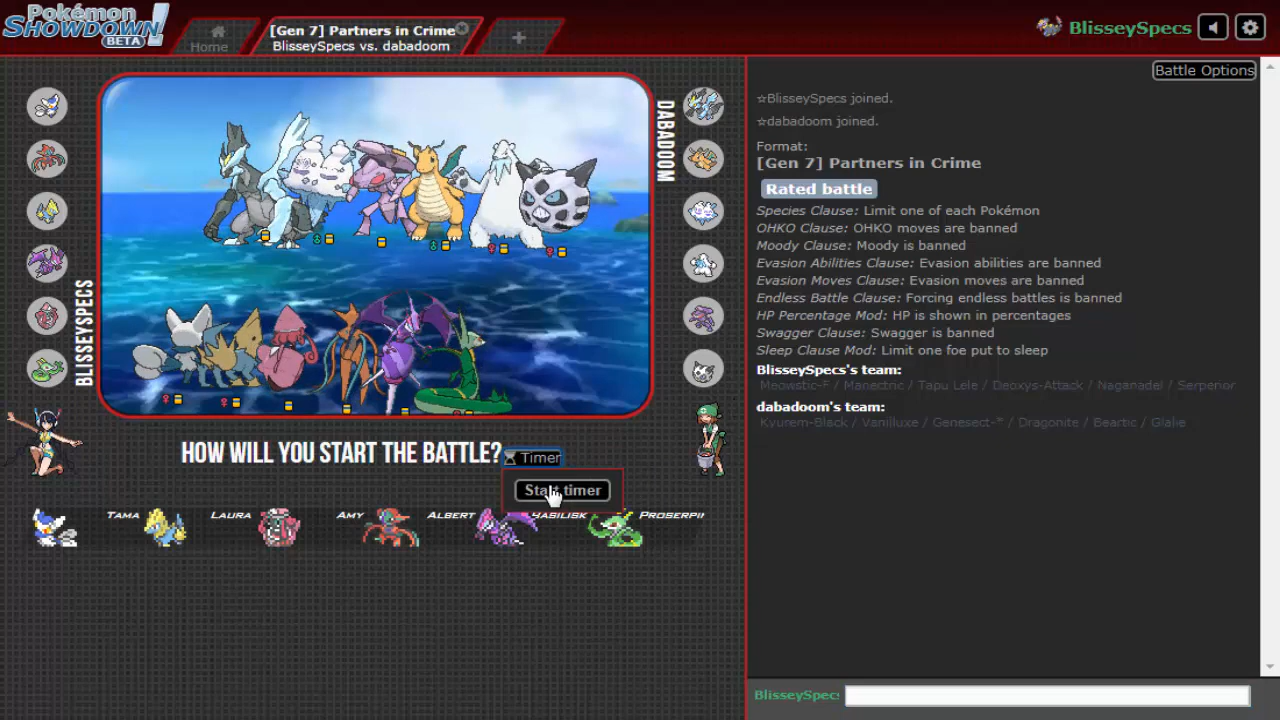 Pokémon
Showdown!
BETA
Home
[Gen 7] Partners in Crime
BlisseySpecs vs. dabadoom
+
BlisseySpecs
Battle Options
BLISSEYSPECS
DABADOOM
HOW WILL YOU START THE BATTLE?
Timer
Start timer
TAMA
LAURA
AMY
ALBERT
BASILISK
PROSERPIN
☆BlisseySpecs joined.
☆dabadoom joined.
Format:
[Gen 7] Partners in Crime
Rated battle
Species Clause: Limit one of each Pokémon
OHKO Clause: OHKO moves are banned
Moody Clause: Moody is banned
Evasion Abilities Clause: Evasion abilities are banned
Evasion Moves Clause: Evasion moves are banned
Endless Battle Clause: Forcing endless battles is banned
HP Percentage Mod: HP is shown in percentages
Swagger Clause: Swagger is banned
Sleep Clause Mod: Limit one foe put to sleep
BlisseySpecs's team:
Meowstic-F / Manectric / Tapu Lele / Deoxys-Attack / Naganadel / Serperior
dabadoom's team:
Kyurem-Black / Vanilluxe / Genesect-* / Dragonite / Beartic / Glalie
BlisseySpecs: